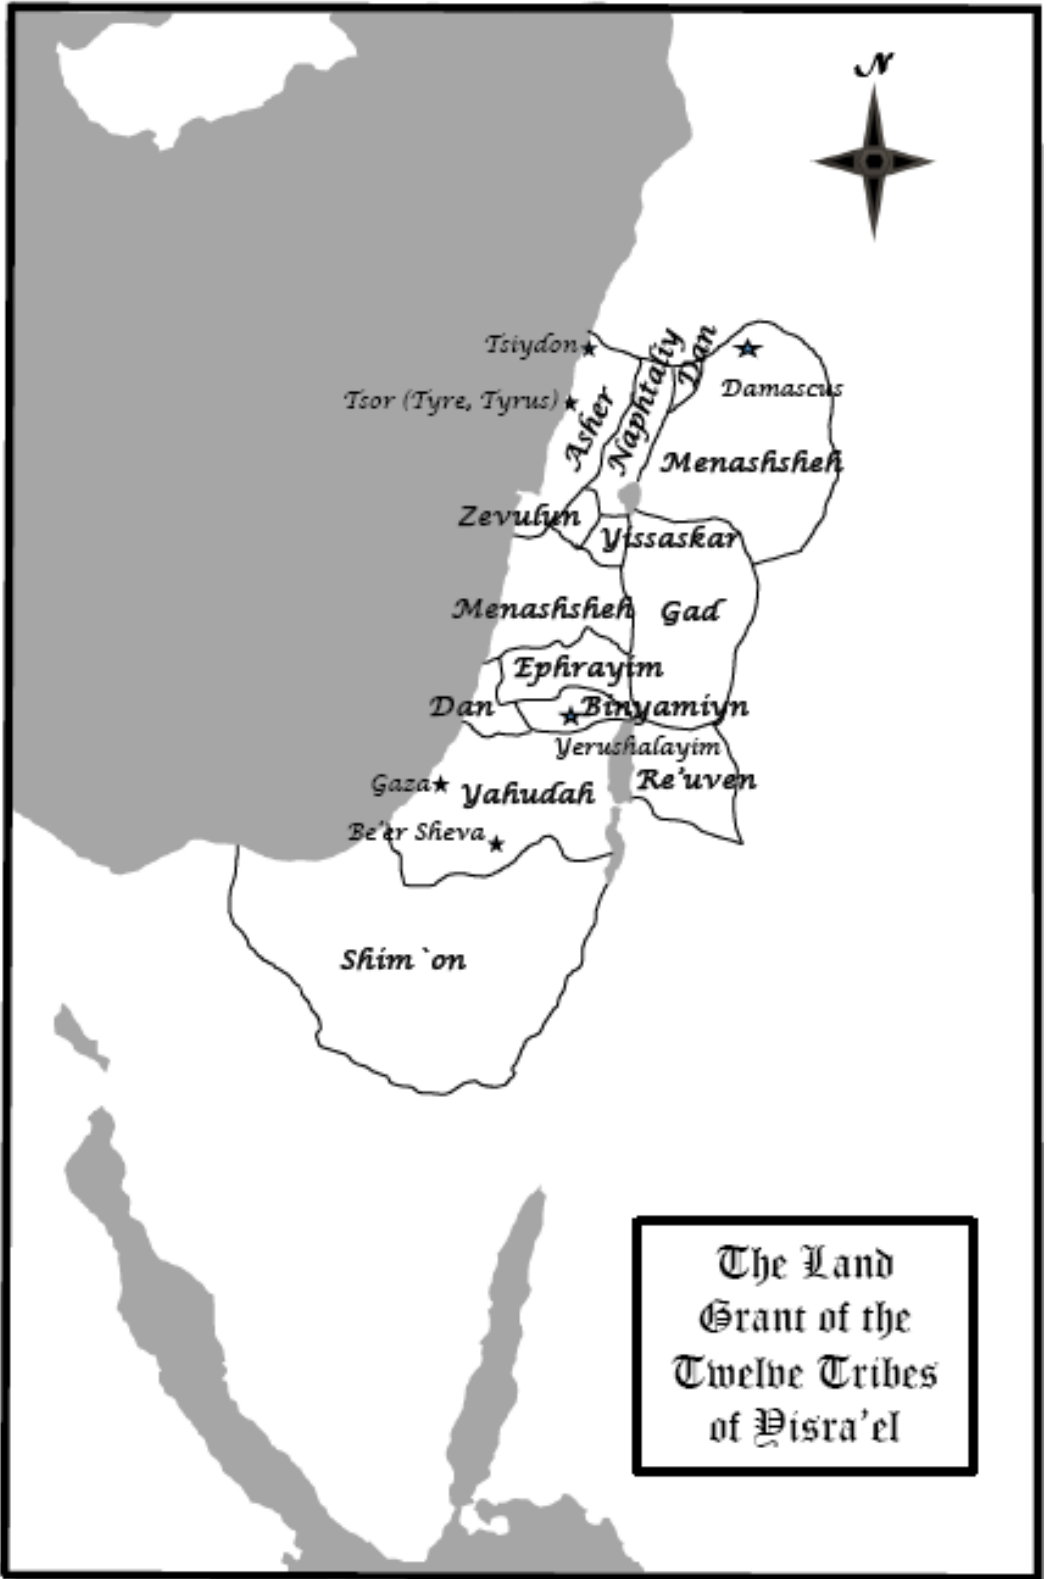 N
Tsiydon
Naphtaliy
Dan
Damascus
Tsor (Tyre, Tyrus)
Asher
Menashsheh
Zevulun
Yissaskar
Menashsheh
Gad
Ephrayim
Dan
Binyamiyn
Yerushalayim
Gaza
Yahudah
Re'uven
Be'er Sheva
Shim`on
The Land
Grant of the
Twelve Tribes
of Yisra'el